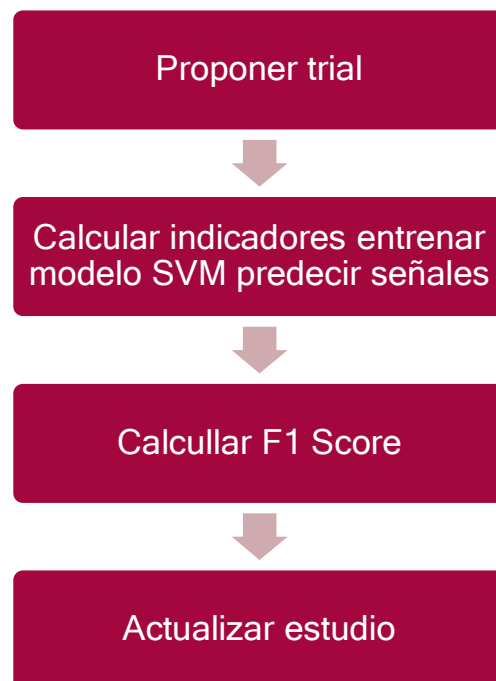 Proponer trial
Calcular indicadores entrenar
modelo SVM predecir señales
Calcullar F1 Score
Actualizar estudio